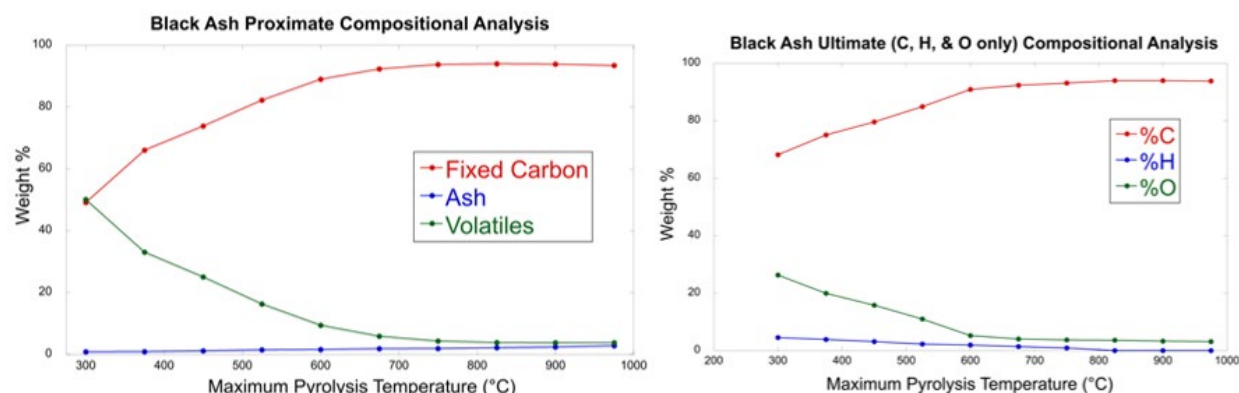 Black Ash Proximate Compositional Analysis
100
80
60
40
20
0
Weight %
Fixed Carbon
Ash
Volatiles
300 400 500 600 700 800 900 1000
Maximum Pyrolysis Temperature (°C)
Black Ash Ultimate (C, H, & O only) Compositional Analysis
100
80
60
40
20
0
Weight %
%C
%H
%O
200 300 400 500 600 700 800 900 1000
Maximum Pyrolysis Temperature (°C)